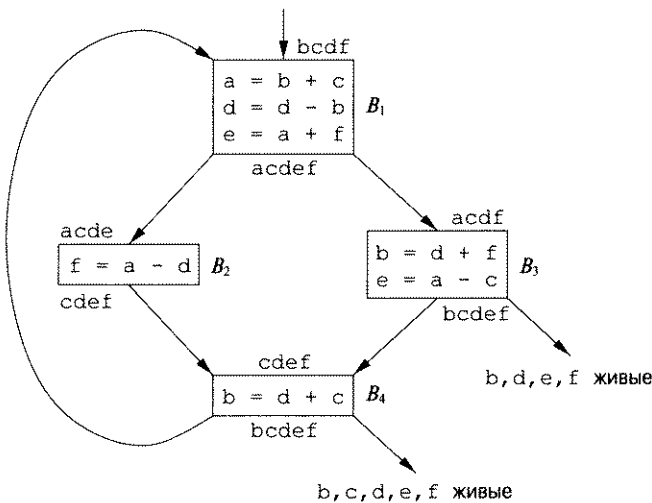 bcdf
a = b + c
d = d - b
e = a + f
B₁
acdef
acde
f = a - d
B₂
cdef
acdf
b = d + f
e = a - c
B₃
bcdef
b,d,e,f живые
cdef
b = d + c
B₄
bcdef
b,c,d,e,f живые